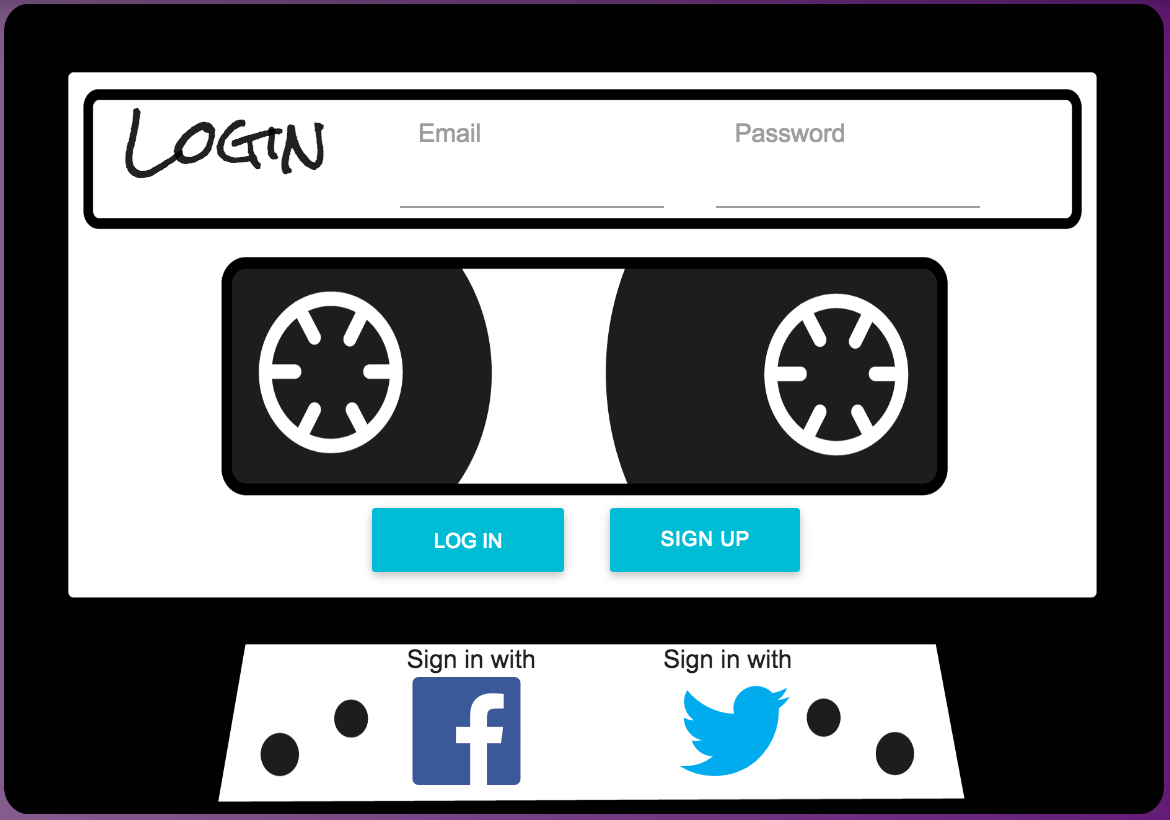 LOGIN
Email
Password
LOG IN
SIGN UP
Sign in with
Sign in with